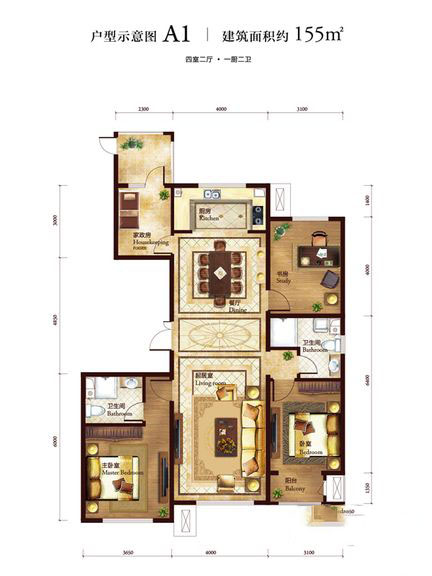 户型示意图 A1 | 建筑面积约 155m²
四室二厅 · 一厨二卫
2300 4000 3100
厨房
Kitchen
家政房
Housekeeping
1400
3000
餐厅
Dining
书房
Study
4000
4850
卫生间
Bathroom
起居室
Living room
卫生间
Bathroom
6400
6000
主卧室
Master Bedroom
卧室
Bedroom
阳台
Balcony
1350
3650 4000 3100